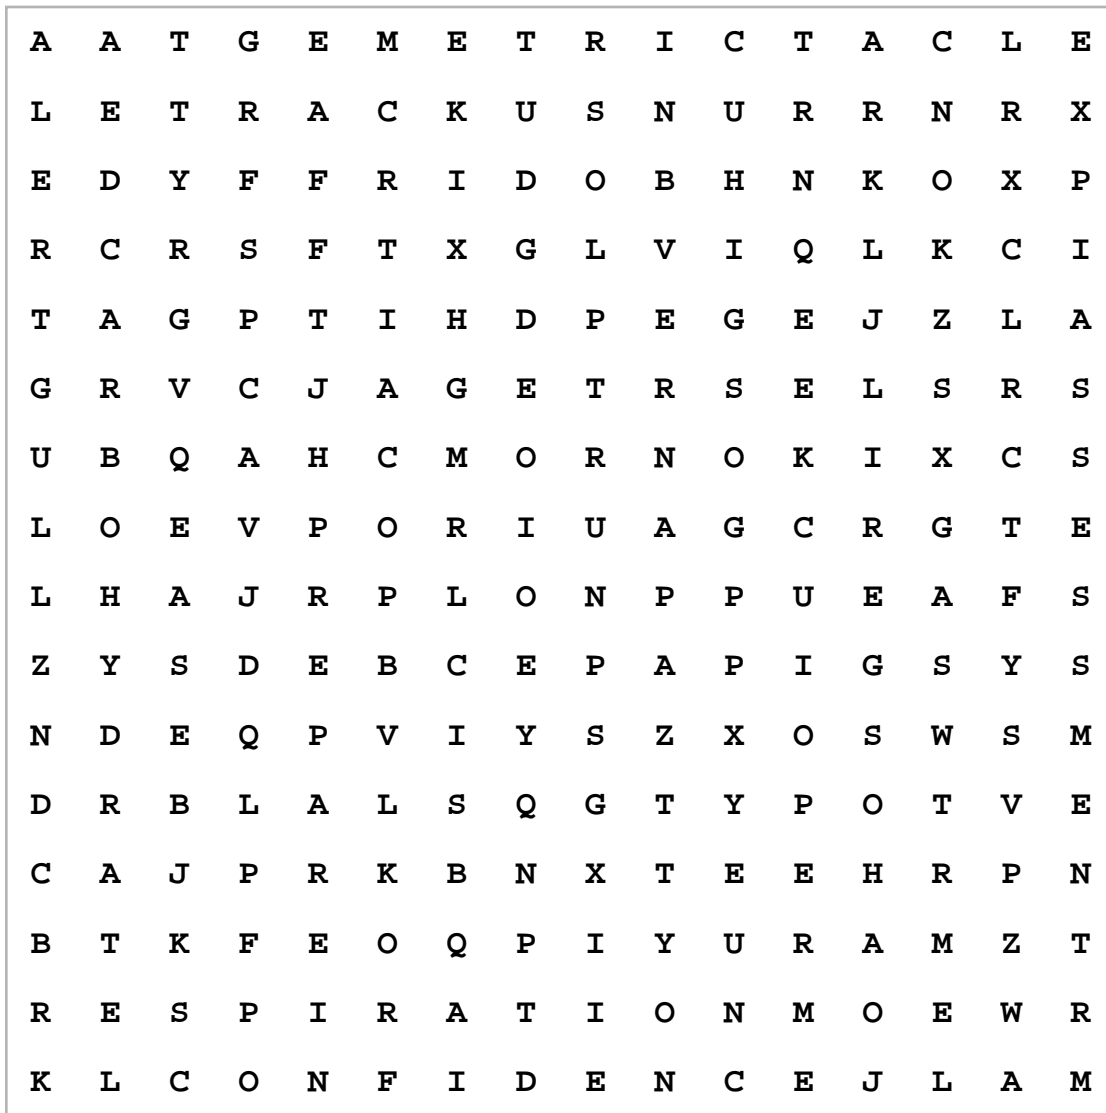 A A T G E M E T R I C T A C L E
L E T R A C K U S N U R R N R X
E D Y F F R I D O B H N K O X P
R C R S F T X G L V I Q L K C I
T A G P T I H D P E G E J Z L A
G R V C J A G E T R S E L S R S
U B Q A H C M O R N O K I X C S
L O E V P O R I U A G C R G T E
L H A J R P L O N P P U E A F S
Z Y S D E B C E P A P I G S Y S
N D E Q P V I Y S Z X O S W S M
D R B L A L S Q G T Y P O T V E
C A J P R K B N X T E E H R P N
B T K F E O Q P I Y U R A M Z T
R E S P I R A T I O N M O E W R
K L C O N F I D E N C E J L A M